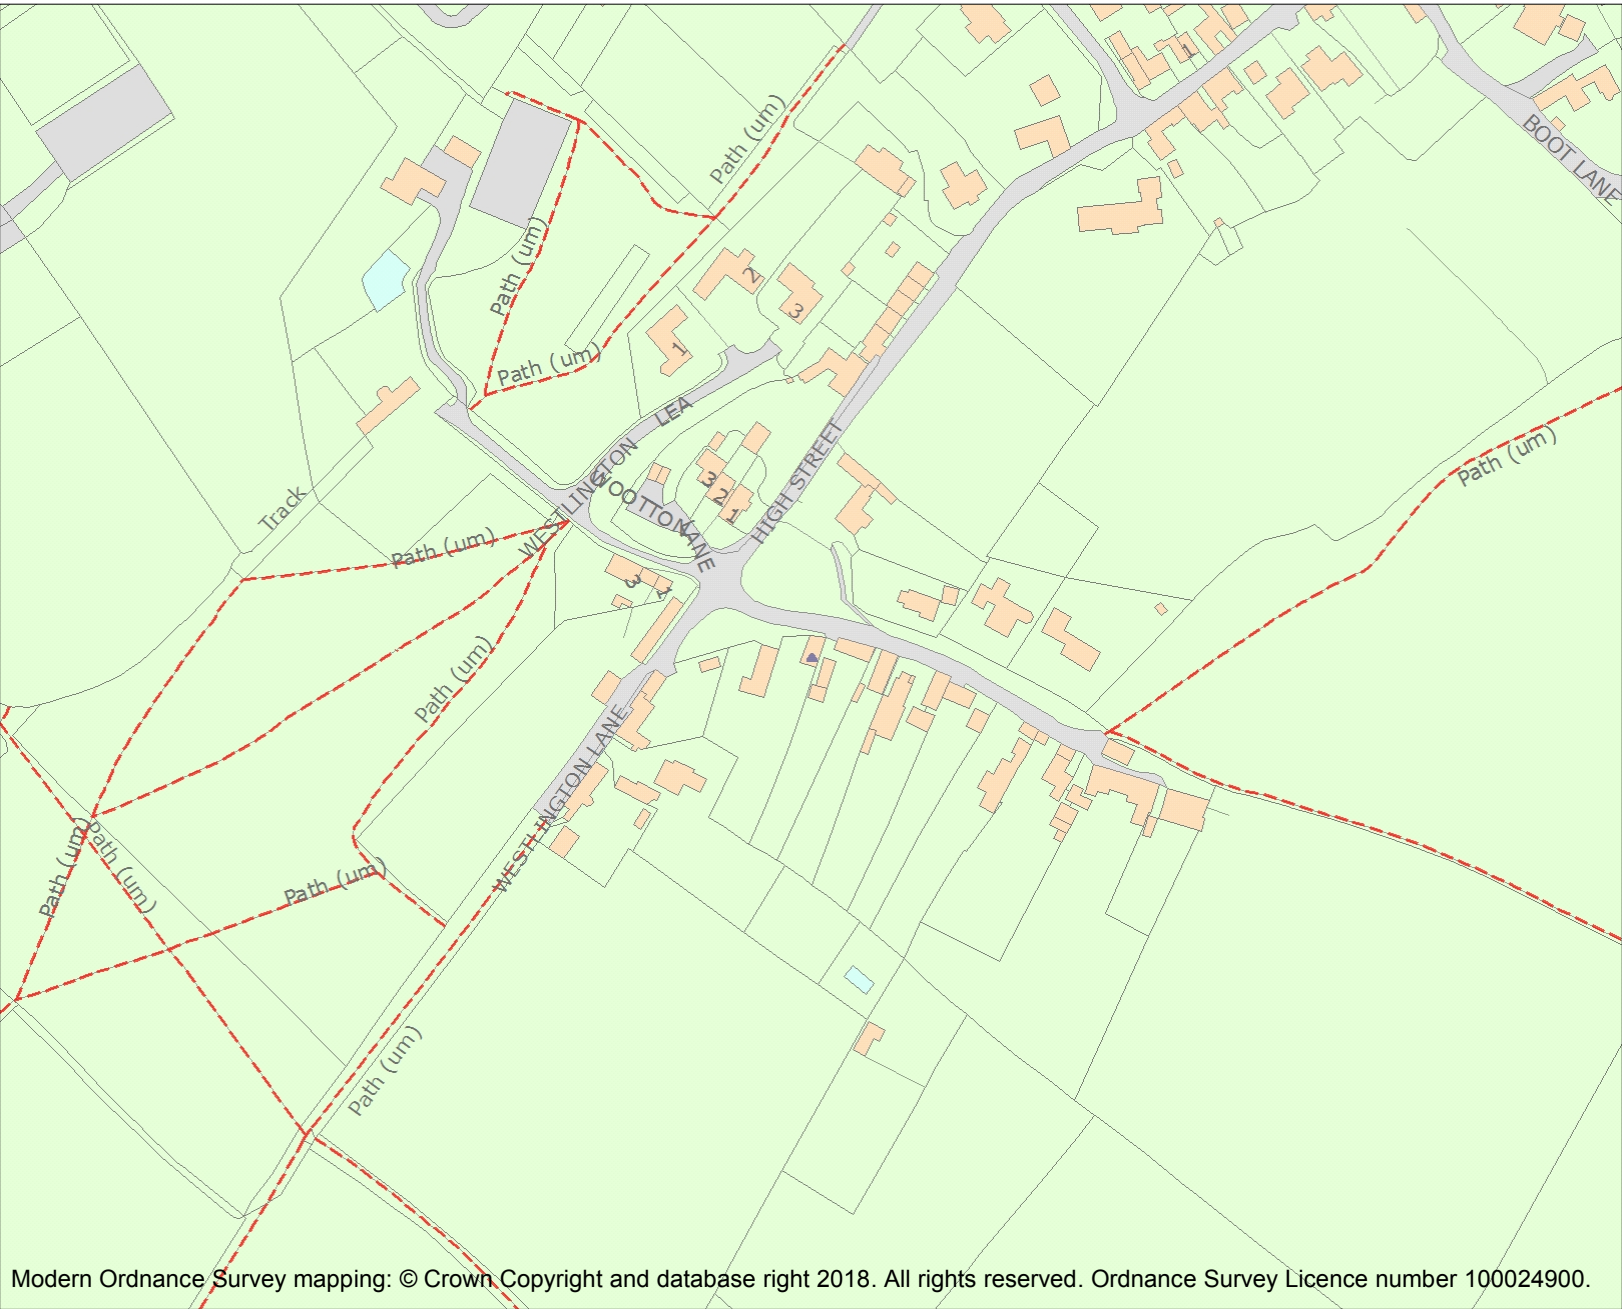 1
BOOT LANE
Path (um)
Path (um)
2
3
1
Path (um)
WESTLINGTON LEA
HIGH STREET
Path (um)
3
2
1
WOOTTON LANE
Track
Path (um)
3
1
Path (um)
WESTLINGTON LANE
Path (um)
Path (um)
Path (um)
Path (um)
Modern Ordnance Survey mapping: © Crown Copyright and database right 2018. All rights reserved. Ordnance Survey Licence number 100024900.